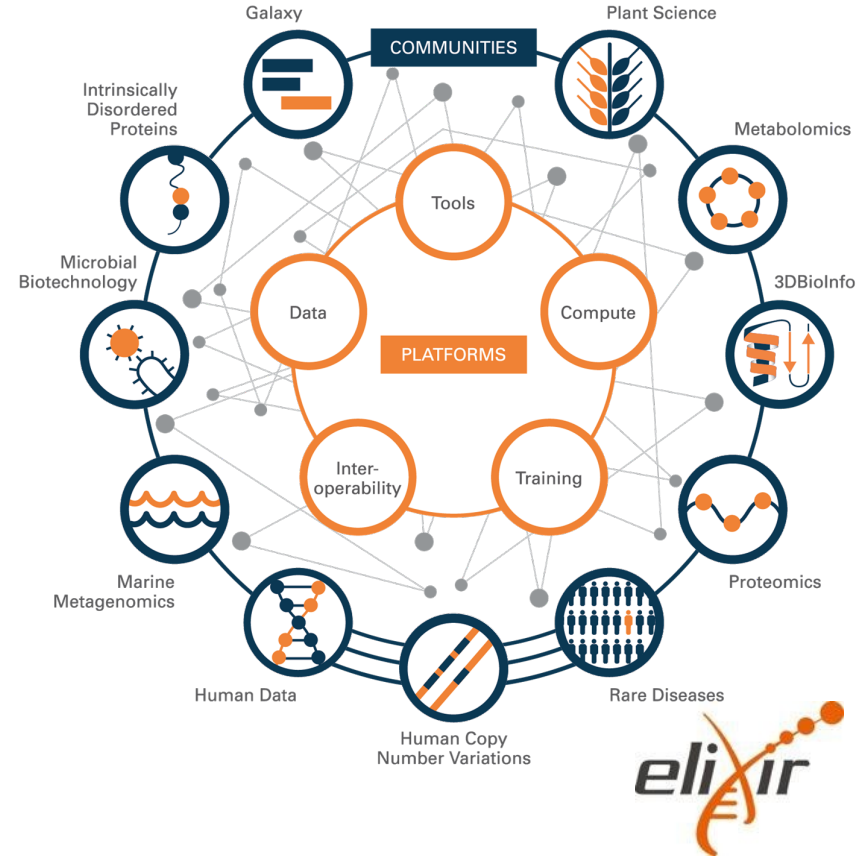 Galaxy
COMMUNITIES
Plant Science
Intrinsically
Disordered
Proteins
Metabolomics
Tools
Microbial
Biotechnology
3DBioInfo
Data
Compute
PLATFORMS
Inter-
operability
Training
Marine
Metagenomics
Proteomics
Human Data
Rare Diseases
Human Copy
Number Variations
elixir